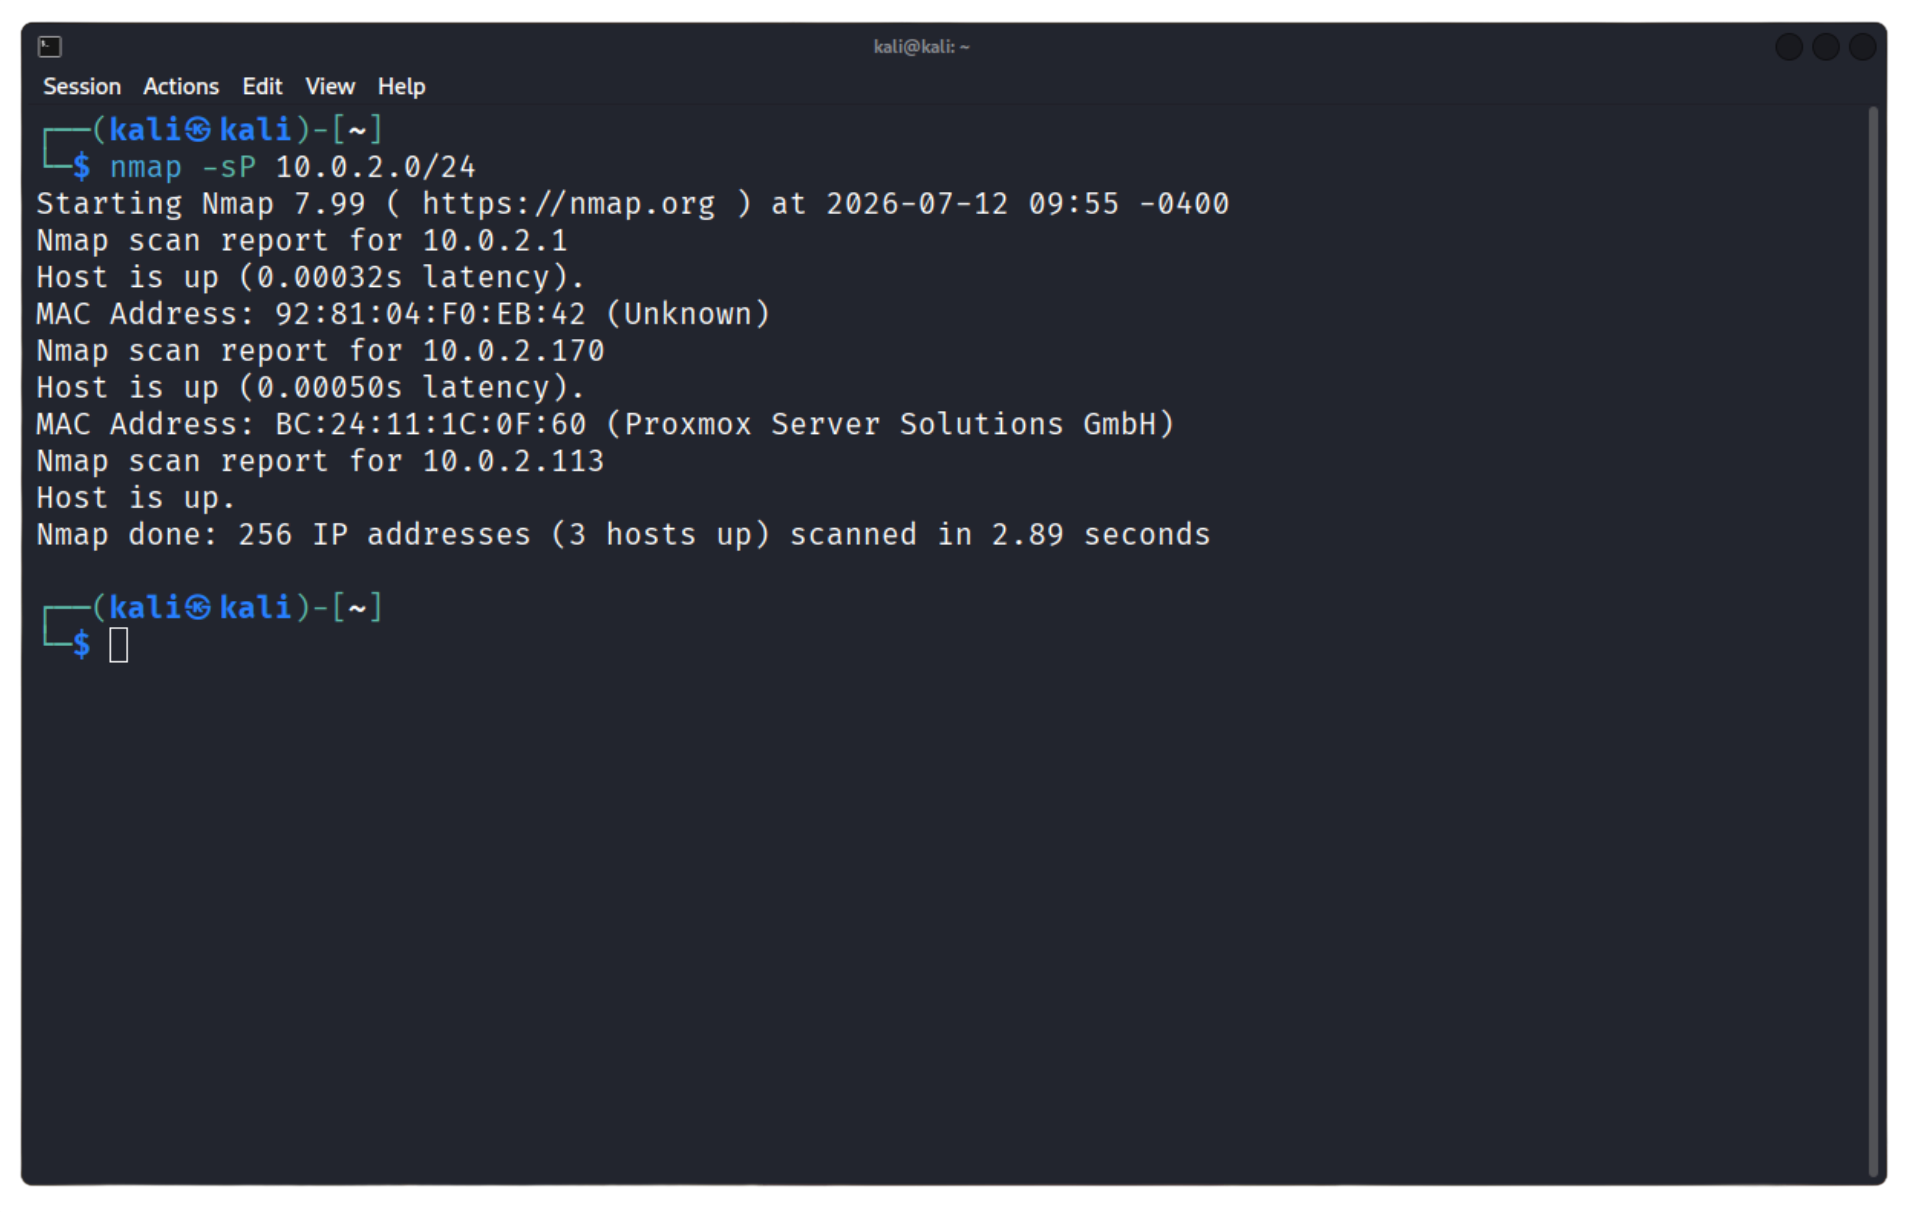 kali@kali: ~
Session Actions Edit View Help
┌──(kali㉿kali)-[~]
└─$ nmap -sP 10.0.2.0/24
Starting Nmap 7.99 ( https://nmap.org ) at 2026-07-12 09:55 -0400
Nmap scan report for 10.0.2.1
Host is up (0.00032s latency).
MAC Address: 92:81:04:F0:EB:42 (Unknown)
Nmap scan report for 10.0.2.170
Host is up (0.00050s latency).
MAC Address: BC:24:11:1C:0F:60 (Proxmox Server Solutions GmbH)
Nmap scan report for 10.0.2.113
Host is up.
Nmap done: 256 IP addresses (3 hosts up) scanned in 2.89 seconds
┌──(kali㉿kali)-[~]
└─$